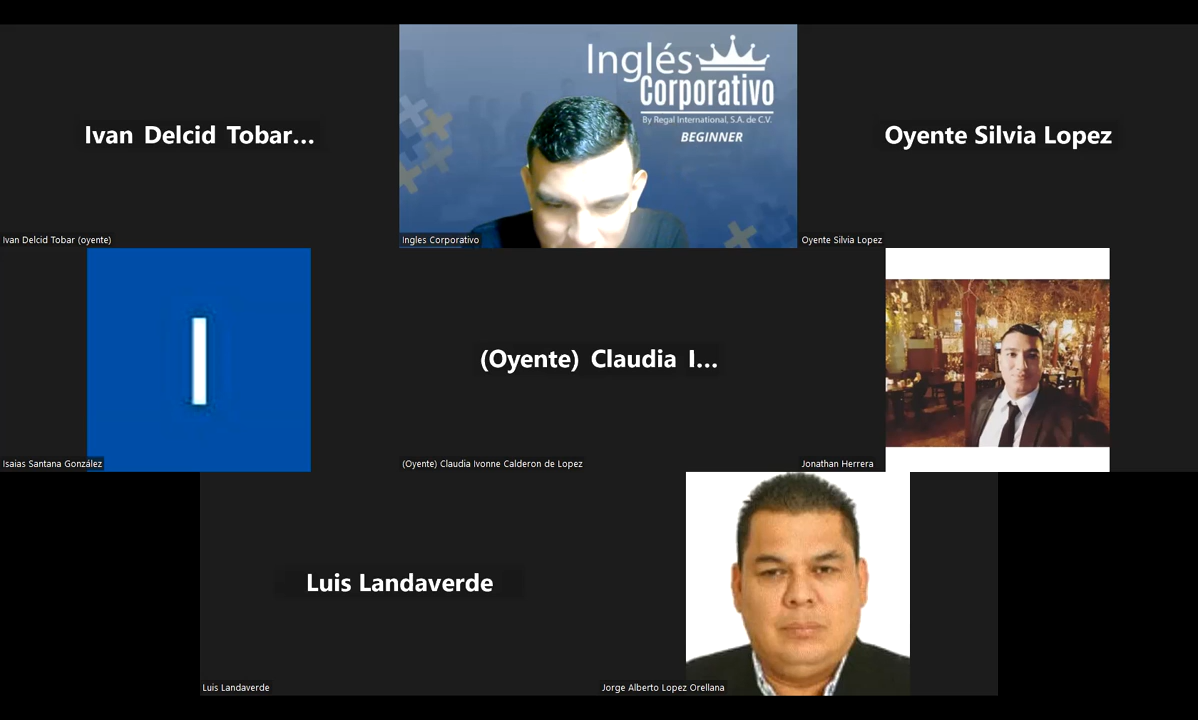 Ivan Delcid Tobar...
Ivan Delcid Tobar (oyente)
Inglés
Corporativo
By Regal International, S.A. de C.V.
BEGINNER
Ingles Corporativo
Oyente Silvia Lopez
Oyente Silvia Lopez
I
Isaias Santana González
(Oyente) Claudia I...
(Oyente) Claudia Ivonne Calderon de Lopez
Jonathan Herrera
Luis Landaverde
Luis Landaverde
Jorge Alberto Lopez Orellana